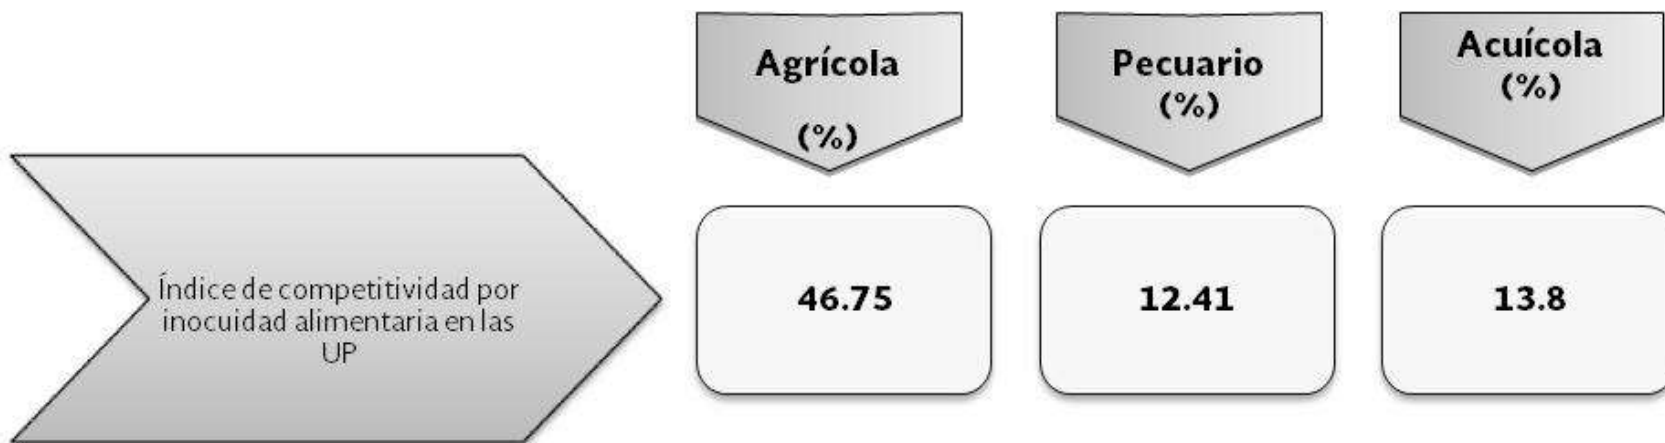 Agrícola
(%)
Pecuario
(%)
Acuícola
(%)
Índice de competitividad por
inocuidad alimentaria en las
UP
46.75
12.41
13.8